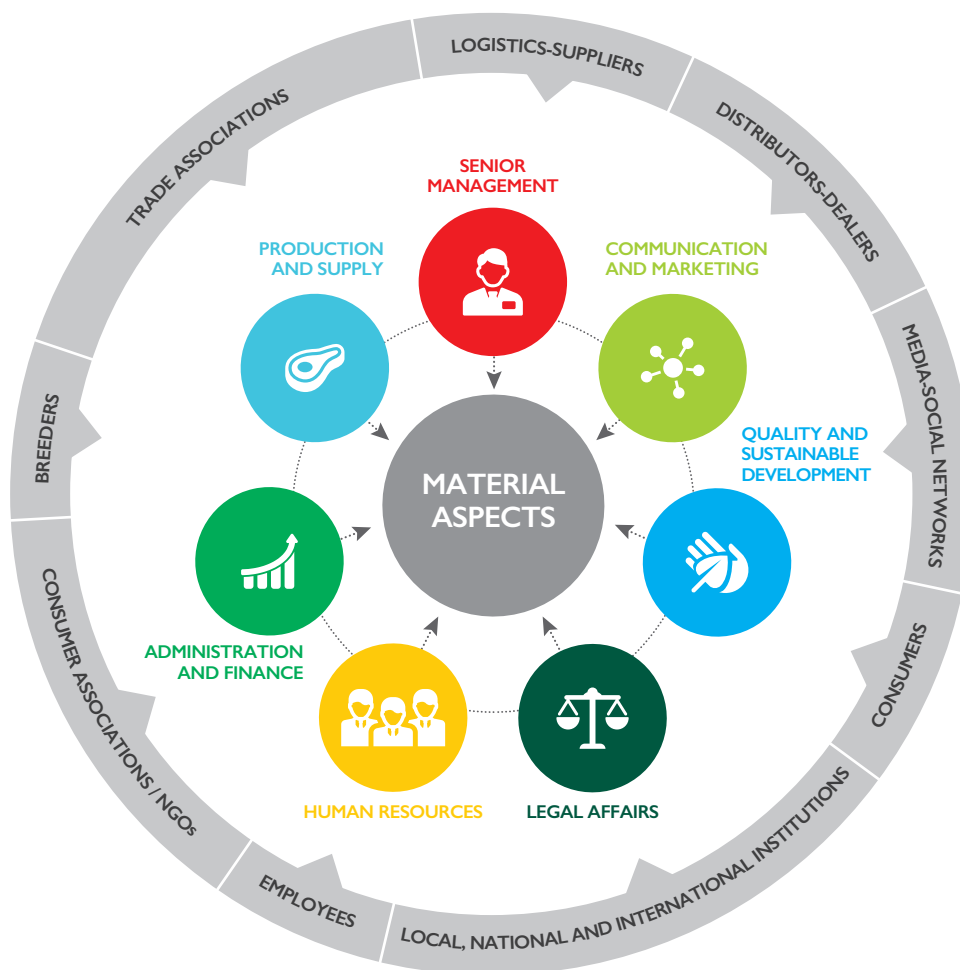 LOGISTICS-SUPPLIERS
DISTRIBUTORS-DEALERS
MEDIA-SOCIAL NETWORKS
CONSUMERS
LOCAL, NATIONAL AND INTERNATIONAL INSTITUTIONS
EMPLOYEES
CONSUMER ASSOCIATIONS / NGOs
BREEDERS
TRADE ASSOCIATIONS
SENIOR
MANAGEMENT
COMMUNICATION
AND MARKETING
QUALITY AND
SUSTAINABLE
DEVELOPMENT
LEGAL AFFAIRS
HUMAN RESOURCES
ADMINISTRATION
AND FINANCE
PRODUCTION
AND SUPPLY
MATERIAL
ASPECTS